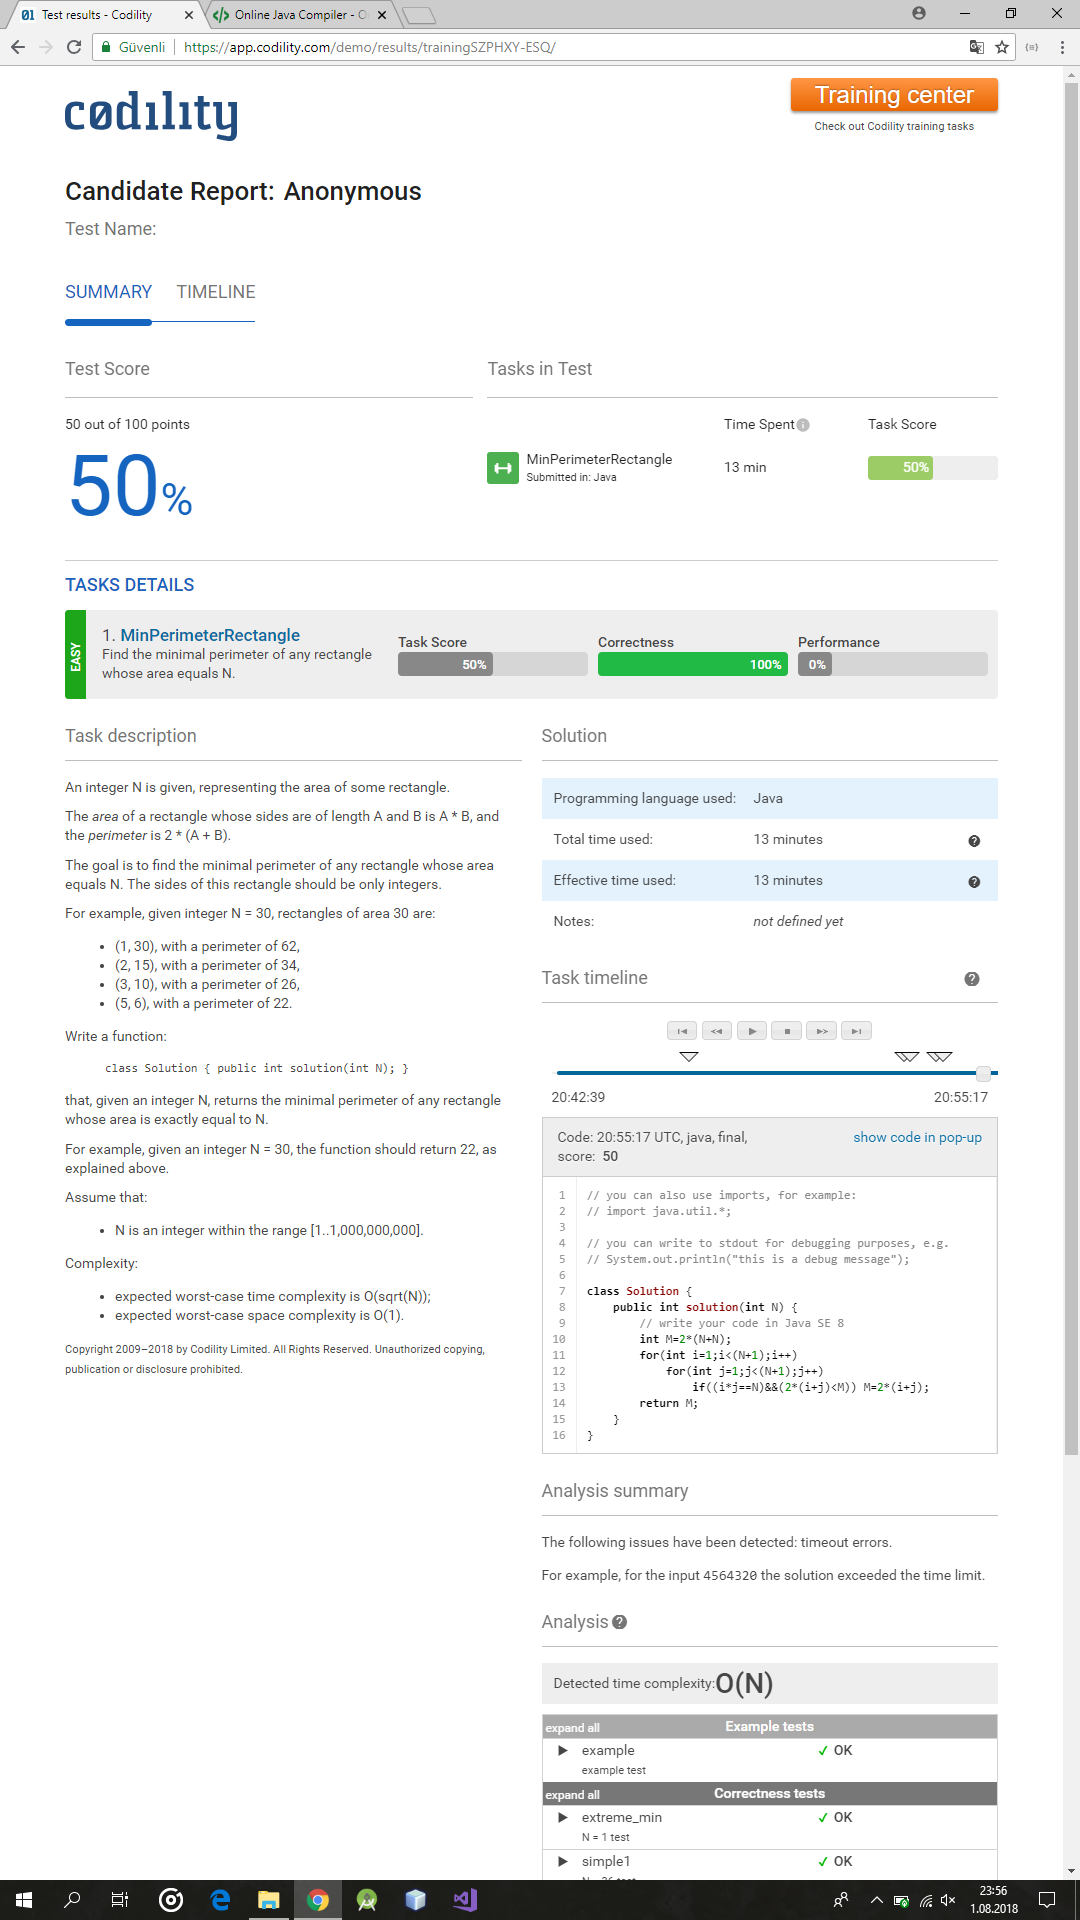 Test results - Codility
Online Java Compiler - O
Güvenli
https://app.codility.com/demo/results/trainingSZPHXY-ESQ/
codility
Training center
Check out Codility training tasks
Candidate Report: Anonymous
Test Name:
SUMMARY TIMELINE
Test Score
50 out of 100 points
50%
Tasks in Test
Time Spent
Task Score
MinPerimeterRectangle
Submitted in: Java
13 min
50%
TASKS DETAILS
EASY
1. MinPerimeterRectangle
Find the minimal perimeter of any rectangle
whose area equals N.
Task Score
50%
Correctness
100%
Performance
0%
Task description
An integer N is given, representing the area of some rectangle.
The area of a rectangle whose sides are of length A and B is A * B, and
the perimeter is 2 * (A + B).
The goal is to find the minimal perimeter of any rectangle whose area
equals N. The sides of this rectangle should be only integers.
For example, given integer N = 30, rectangles of area 30 are:
• (1, 30), with a perimeter of 62,
• (2, 15), with a perimeter of 34,
• (3, 10), with a perimeter of 26,
• (5, 6), with a perimeter of 22.
Write a function:
class Solution { public int solution(int N); }
that, given an integer N, returns the minimal perimeter of any rectangle
whose area is exactly equal to N.
For example, given an integer N = 30, the function should return 22, as
explained above.
Assume that:
• N is an integer within the range [1..1,000,000,000].
Complexity:
• expected worst-case time complexity is O(sqrt(N));
• expected worst-case space complexity is O(1).
Copyright 2009–2018 by Codility Limited. All Rights Reserved. Unauthorized copying,
publication or disclosure prohibited.
Solution
Programming language used: Java
Total time used: 13 minutes
Effective time used: 13 minutes
Notes: not defined yet
Task timeline
20:42:39
20:55:17
Code: 20:55:17 UTC, java, final,
score: 50
show code in pop-up
1 // you can also use imports, for example:
2 // import java.util.*;
3
4 // you can write to stdout for debugging purposes, e.g.
5 // System.out.println("this is a debug message");
6
7 class Solution {
8 public int solution(int N) {
9 // write your code in Java SE 8
10 int M=2*(N+N);
11 for(int i=1;i<(N+1);i++)
12 for(int j=1;j<(N+1);j++)
13 if((i*j==N)&&(2*(i+j)<M)) M=2*(i+j);
14 return M;
15 }
16 }
Analysis summary
The following issues have been detected: timeout errors.
For example, for the input 4564320 the solution exceeded the time limit.
Analysis
Detected time complexity: O(N)
expand all Example tests
example ✓ OK
example test
expand all Correctness tests
extreme_min ✓ OK
N = 1 test
simple1 ✓ OK
23:56
1.08.2018